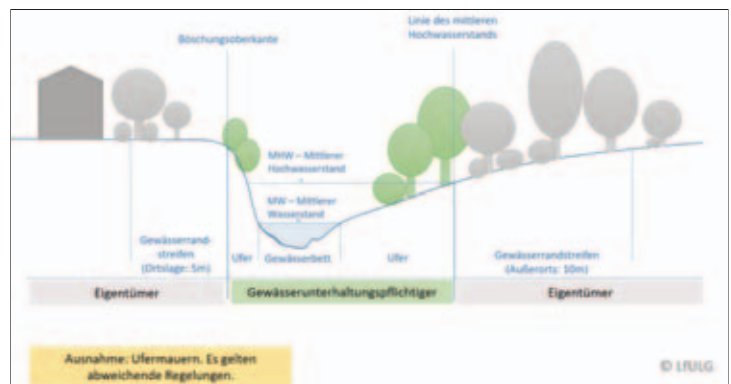 Linie des mittleren
Hochwasserstands
Böschungsoberkante
MHW – Mittlerer
Hochwasserstand
MW – Mittlerer
Wasserstand
Gewässerrand-
streifen
(Ortslage: 5m)
Ufer
Gewässerbett
Ufer
Gewässerrandstreifen
(Außerorts: 10m)
Eigentümer
Gewässerunterhaltungspflichtiger
Eigentümer
Ausnahme: Ufermauern. Es gelten
abweichende Regelungen.
© LfULG